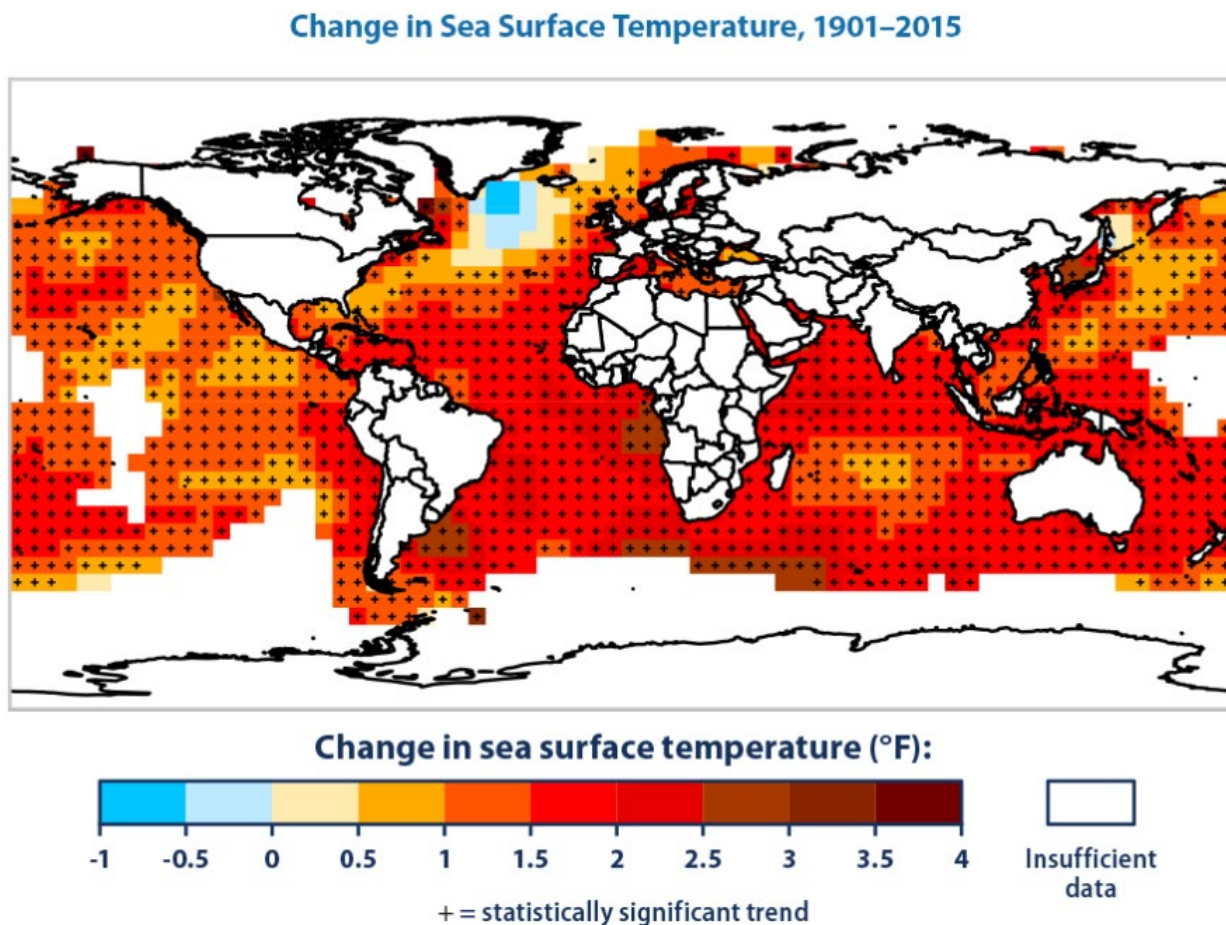 Change in Sea Surface Temperature, 1901–2015
Change in sea surface temperature (°F):
-1 -0.5 0 0.5 1 1.5 2 2.5 3 3.5 4
Insufficient
data
+ = statistically significant trend